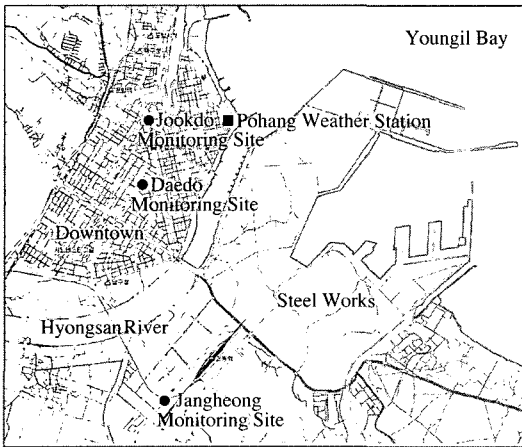 Youngil Bay
Jookdo
Monitoring Site
Pohang Weather Station
Daedo
Monitoring Site
Downtown
Steel Works
Hyongsan River
Jangheong
Monitoring Site